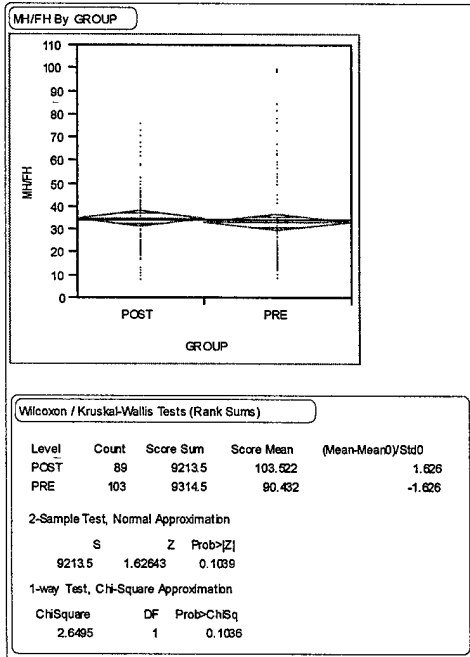 MH/FH By GROUP
110
100
90
80
70
60
50
40
30
20
10
0
MH/FH
POST PRE
GROUP
Wilcoxon / Kruskal-Wallis Tests (Rank Sums)
Level Count Score Sum Score Mean (Mean-Mean0)/Std0
POST 89 9213.5 103.522 1.626
PRE 103 9314.5 90.432 -1.626
2-Sample Test, Normal Approximation
S Z Prob>|Z|
9213.5 1.62643 0.1039
1-way Test, Chi-Square Approximation
ChiSquare DF Prob>ChiSq
2.6495 1 0.1036